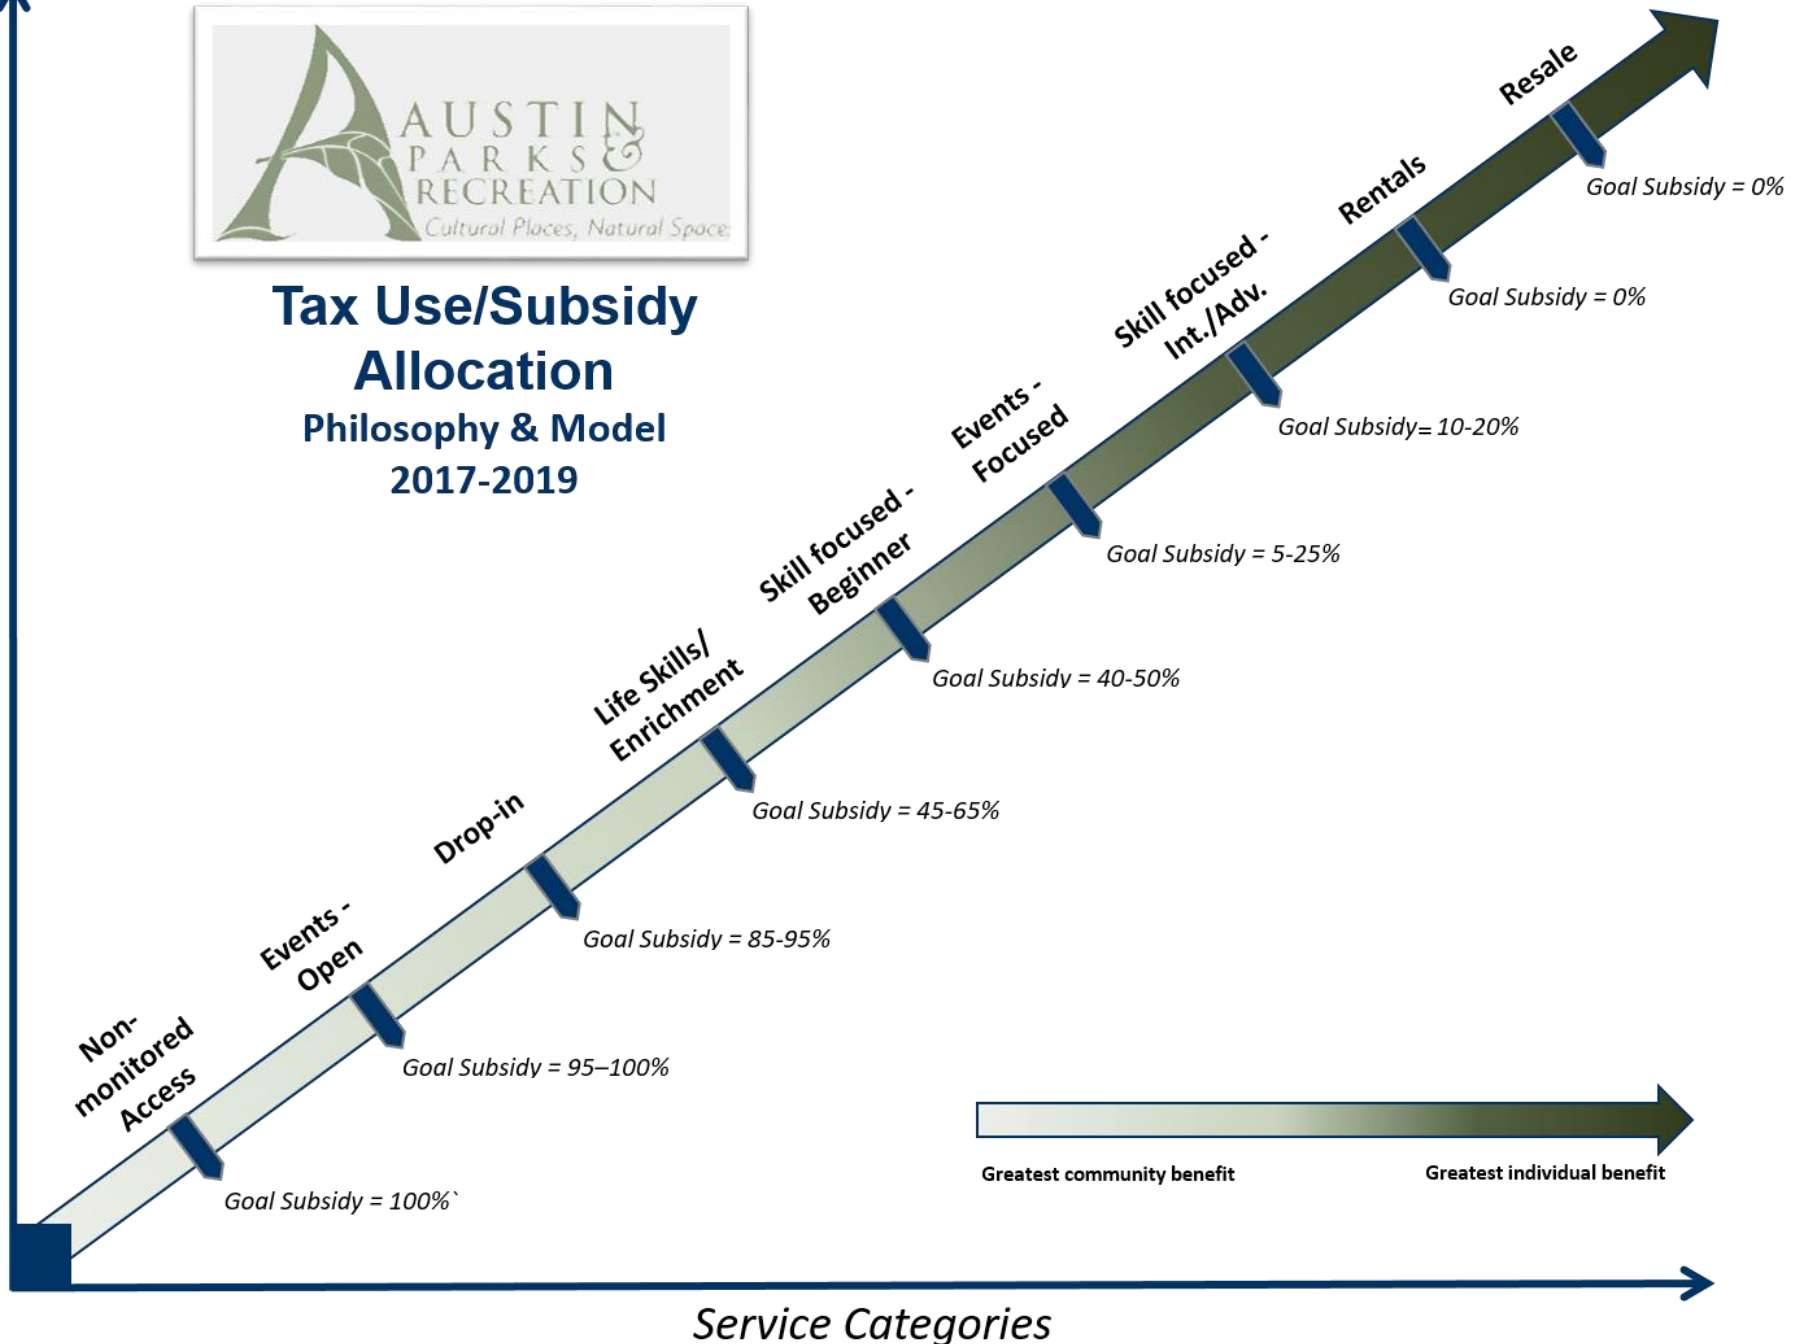 AUSTIN
PARKS &
RECREATION
Cultural Places, Natural Space
Tax Use/Subsidy
Allocation
Philosophy & Model
2017-2019
Resale
Goal Subsidy = 0%
Rentals
Goal Subsidy = 0%
Skill focused -
Int./Adv.
Goal Subsidy= 10-20%
Events -
Focused
Goal Subsidy = 5-25%
Skill focused -
Beginner
Goal Subsidy = 40-50%
Life Skills/
Enrichment
Goal Subsidy = 45-65%
Drop-in
Goal Subsidy = 85-95%
Events -
Open
Goal Subsidy = 95–100%
Non-
monitored
Access
Goal Subsidy = 100%`
Greatest community benefit
Greatest individual benefit
Service Categories